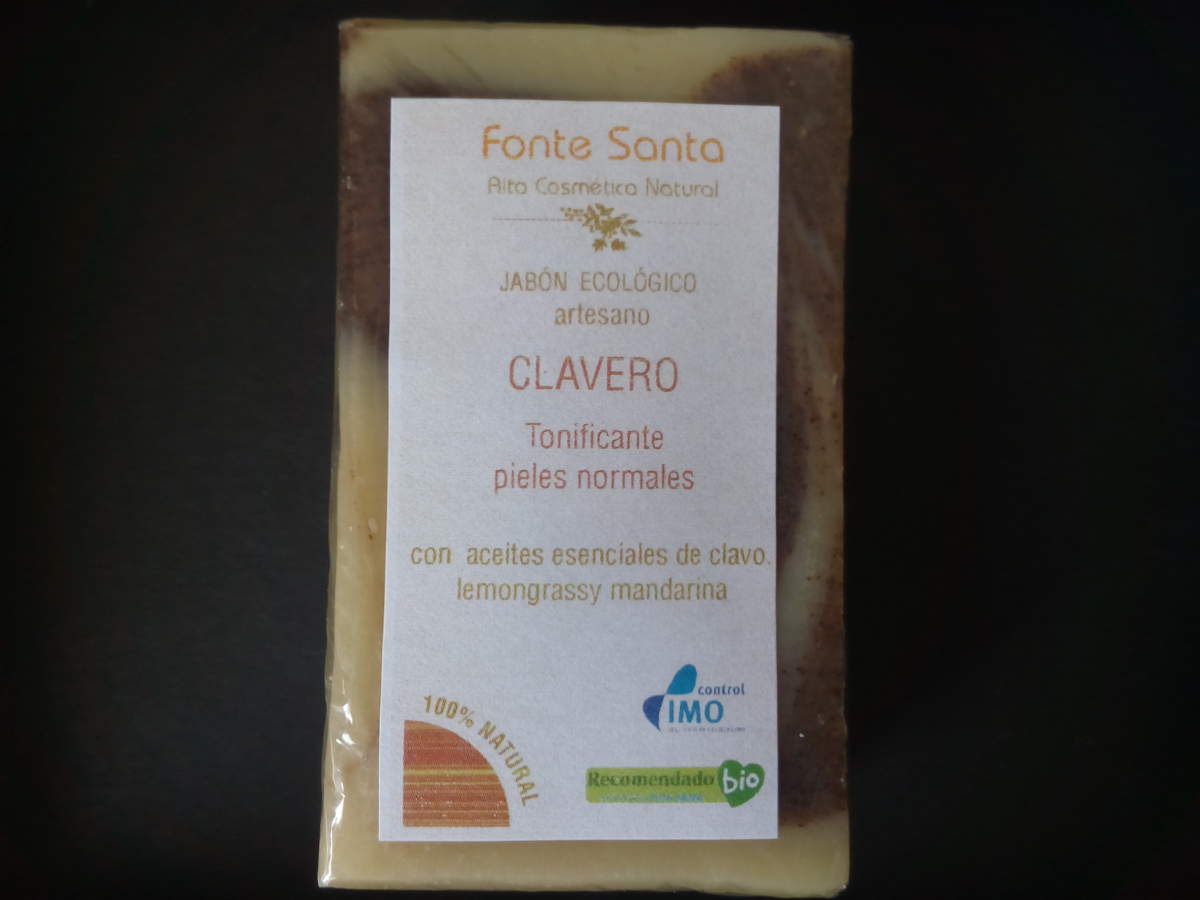 Fonte Santa
Alta Cosmética Natural
JABÓN ECOLÓGICO
artesano
CLAVERO
Tonificante
pieles normales
con aceites esenciales de clavo,
lemongrassy mandarina
100% NATURAL
control
IMO
Recomendado bio